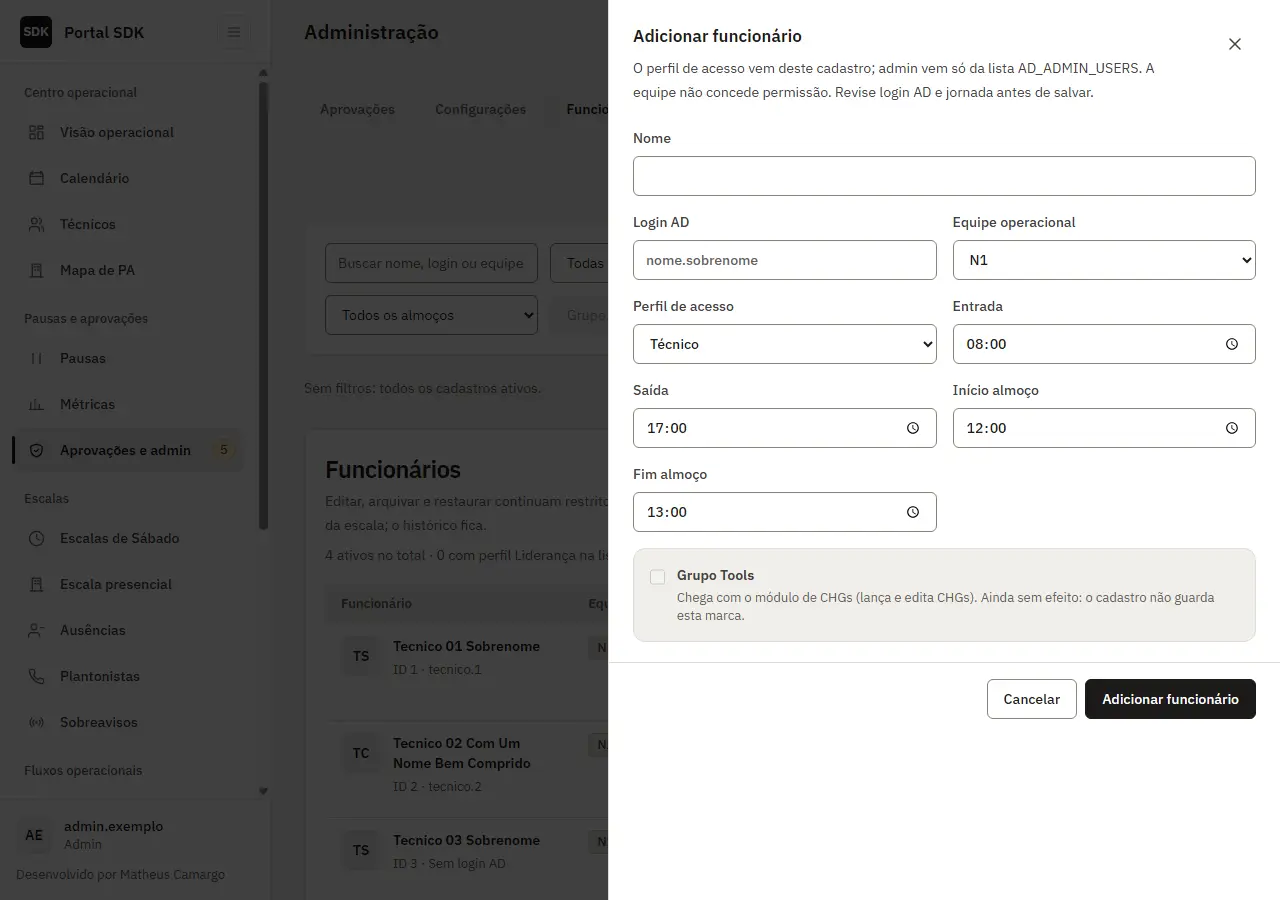 SDK
Portal SDK
Centro operacional
Visão operacional
Calendário
Técnicos
Mapa de PA
Pausas e aprovações
Pausas
Métricas
Aprovações e admin
5
Escalas
Escalas de Sábado
Escala presencial
Ausências
Plantonistas
Sobreavisos
Fluxos operacionais
AE
admin.exemplo
Admin
Desenvolvido por Matheus Camargo
Administração
Aprovações
Configurações
Funcio
Buscar nome, login ou equipe
Todas
Todos os almoços
Grupo
Sem filtros: todos os cadastros ativos.
Funcionários
Editar, arquivar e restaurar continuam restrito
da escala; o histórico fica.
4 ativos no total · 0 com perfil Liderança na lis
Funcionário
Equ
TS
Tecnico 01 Sobrenome
ID 1 · tecnico.1
N
TC
Tecnico 02 Com Um
Nome Bem Comprido
ID 2 · tecnico.2
N
TS
Tecnico 03 Sobrenome
ID 3 · Sem login AD
N
Adicionar funcionário
O perfil de acesso vem deste cadastro; admin vem só da lista AD_ADMIN_USERS. A
equipe não concede permissão. Revise login AD e jornada antes de salvar.
Nome
Login AD
Equipe operacional
nome.sobrenome
N1
Perfil de acesso
Entrada
Técnico
08:00
Saída
Início almoço
17:00
12:00
Fim almoço
13:00
Grupo Tools
Chega com o módulo de CHGs (lança e edita CHGs). Ainda sem efeito: o cadastro não guarda
esta marca.
Cancelar
Adicionar funcionário